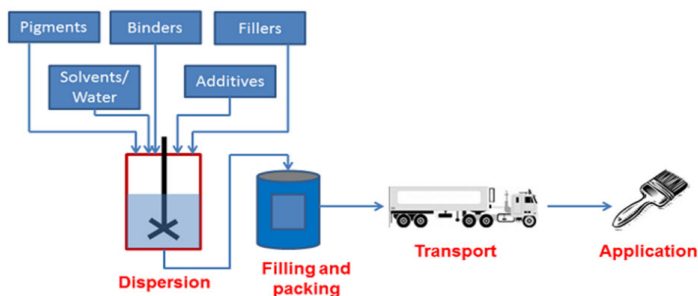 Pigments
Binders
Fillers
Solvents/
Water
Additives
Dispersion
Filling and
packing
Transport
Application